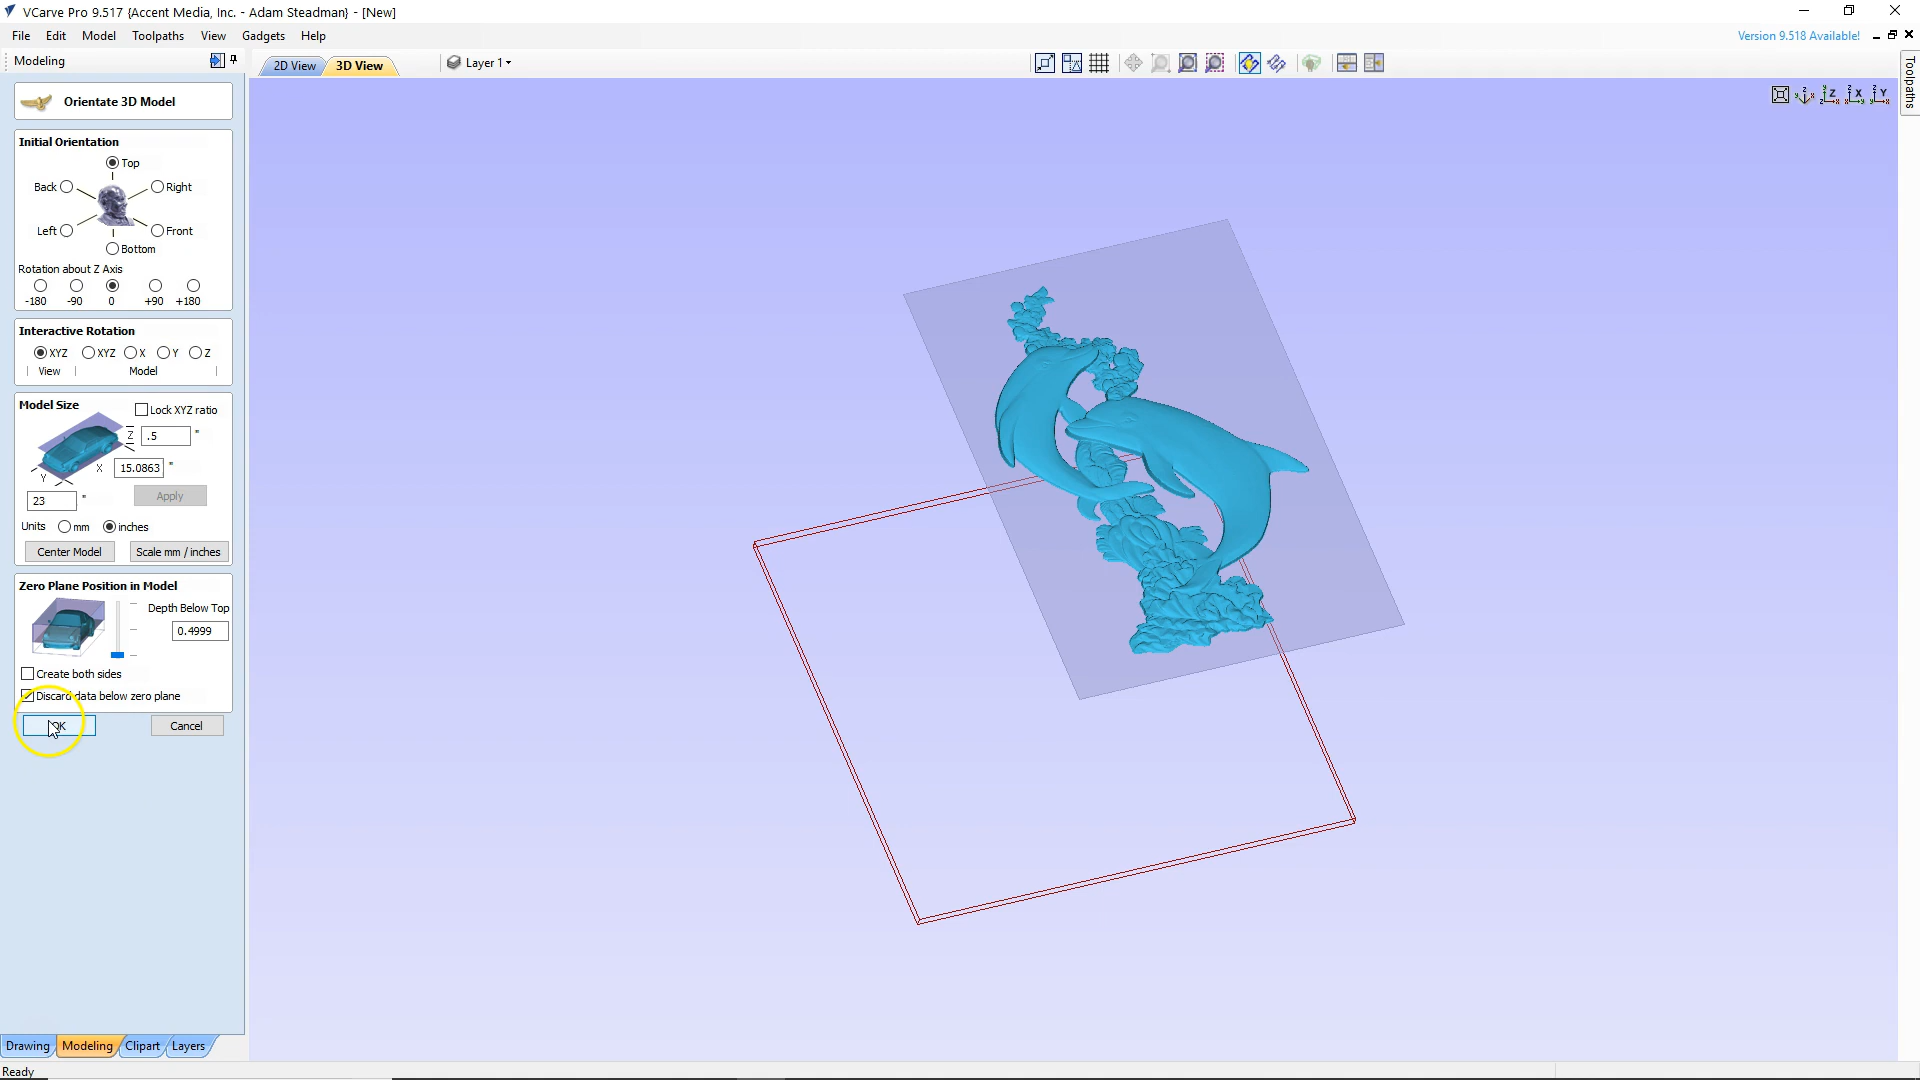 VCarve Pro 9.517 {Accent Media, Inc. - Adam Steadman} - [New]
File Edit Model Toolpaths View Gadgets Help
Version 9.518 Available!
Modeling
2D View 3D View Layer 1
Toolpaths
Orientate 3D Model
Z X Y
Initial Orientation
Top
Back Right
Left Front
Bottom
Rotation about Z Axis
-180 -90 0 +90 +180
Interactive Rotation
XYZ XYZ X Y Z
View Model
Model Size
Lock XYZ ratio
Z .5 "
X 15.0863 "
Y
23 " Apply
Units mm inches
Center Model Scale mm / inches
Zero Plane Position in Model
Depth Below Top
0.4999
Create both sides
Discard data below zero plane
OK Cancel
Drawing Modeling Clipart Layers
Ready